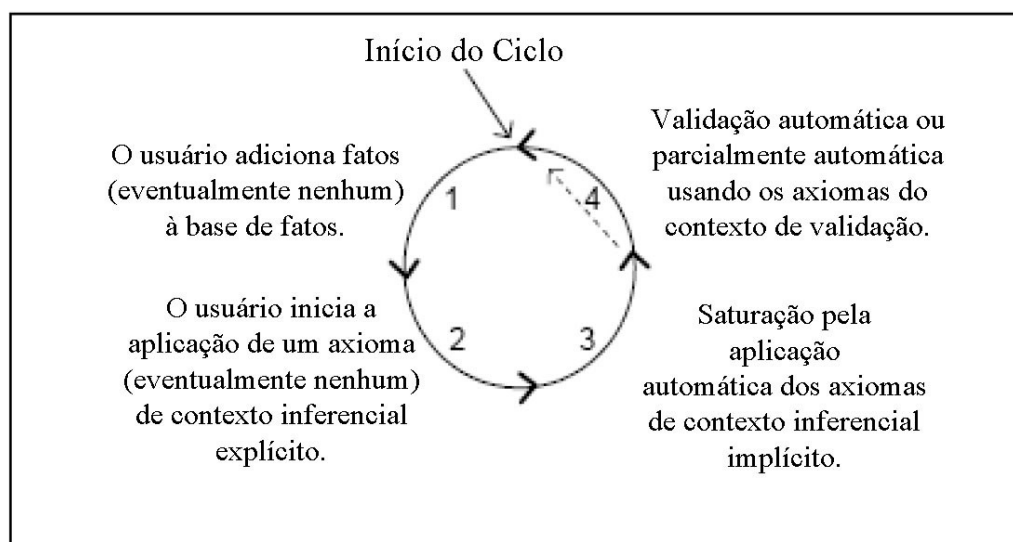 Início do Ciclo
O usuário adiciona fatos
(eventualmente nenhum)
à base de fatos.
1
O usuário inicia a
aplicação de um axioma
(eventualmente nenhum)
de contexto inferencial
explícito.
2
3
Saturação pela
aplicação
automática dos axiomas
de contexto inferencial
implícito.
4
Validação automática ou
parcialmente automática
usando os axiomas do
contexto de validação.